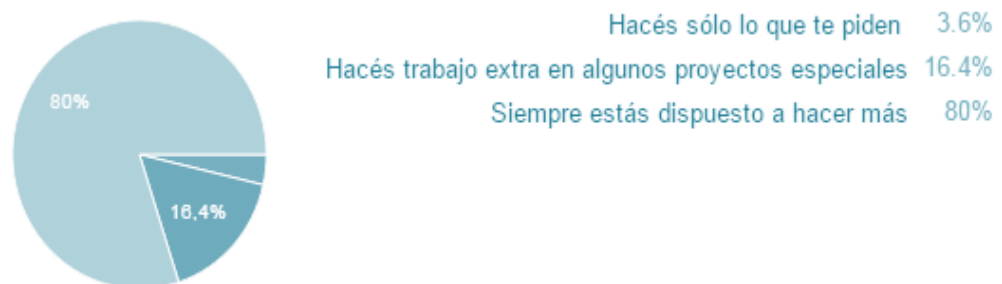 Hacés sólo lo que te piden 3.6%
Hacés trabajo extra en algunos proyectos especiales 16.4%
Siempre estás dispuesto a hacer más 80%
80%
16,4%